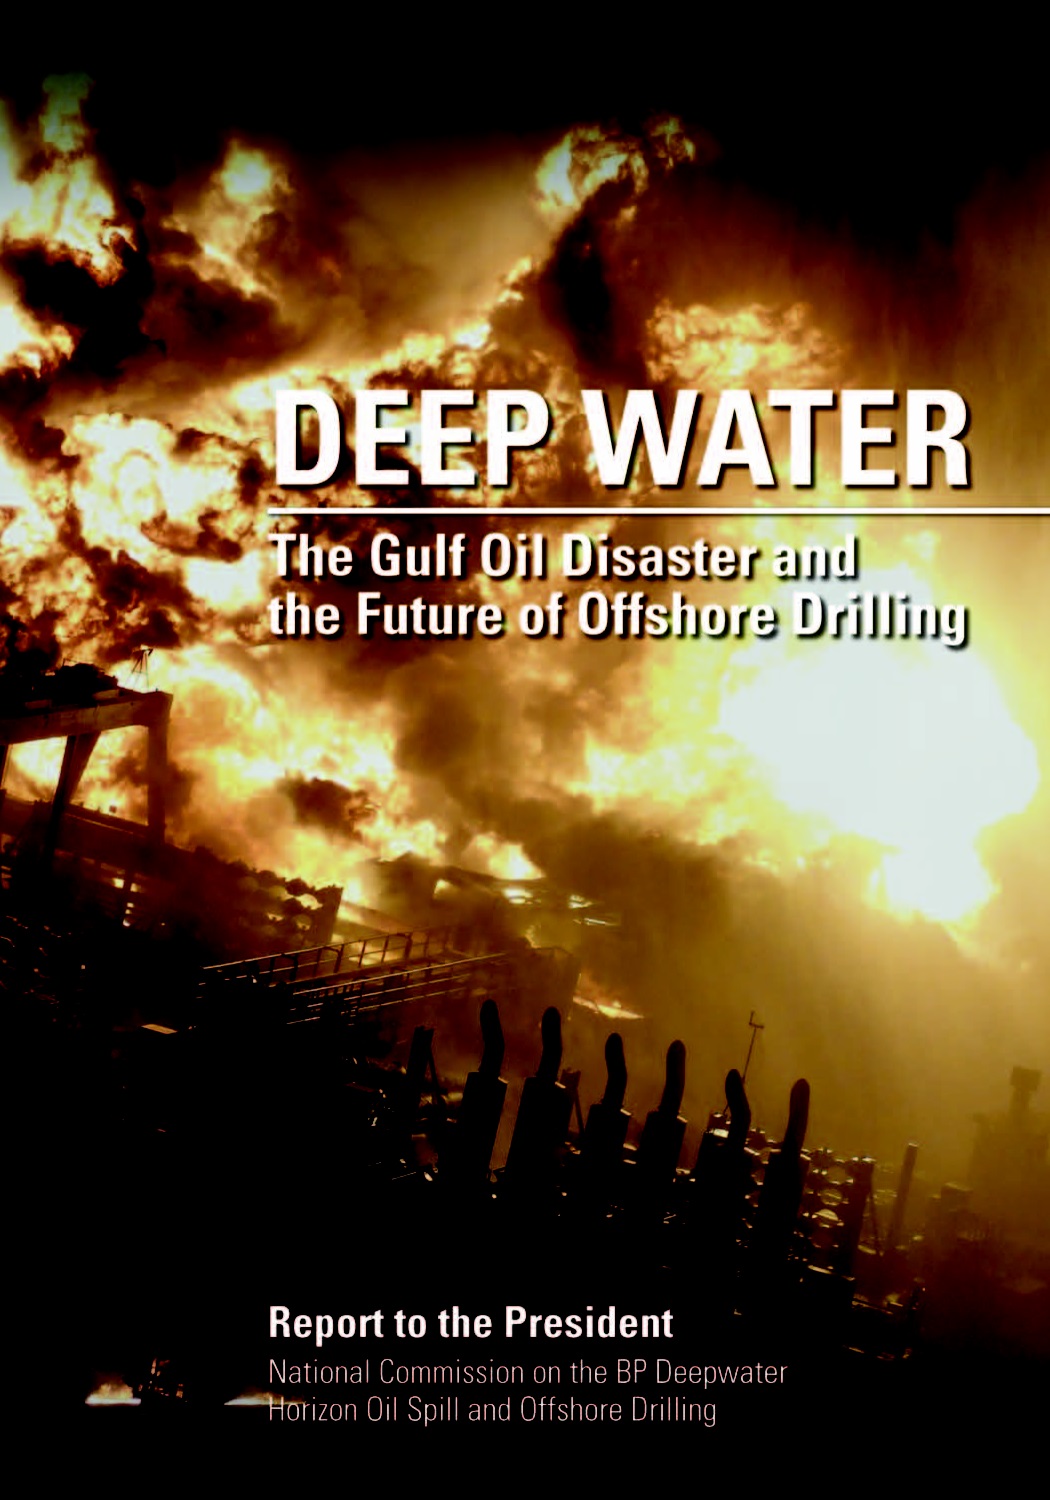 DEEP WATER
The Gulf Oil Disaster and
the Future of Offshore Drilling
Report to the President
National Commission on the BP Deepwater
Horizon Oil Spill and Offshore Drilling